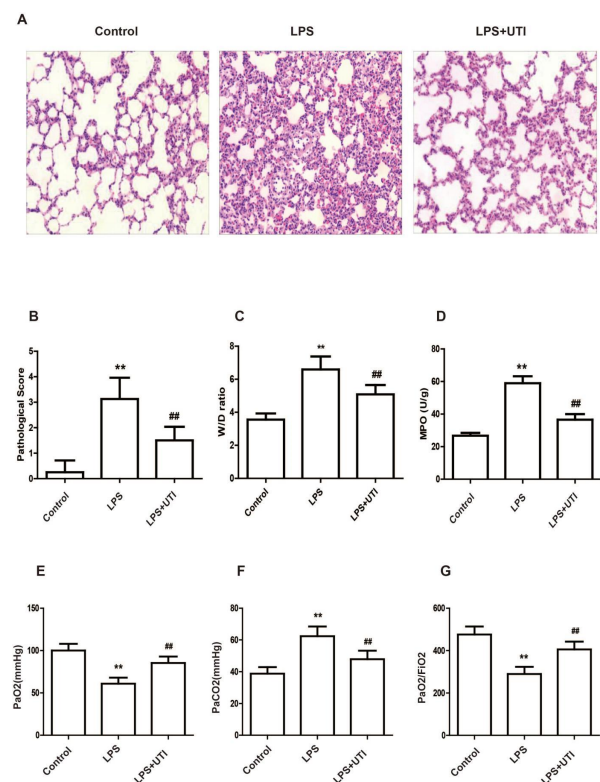 A
Control LPS LPS+UTI
B
Pathological Score
5
4
3
2
1
0
**
##
Control LPS LPS+UTI
C
W/D ratio
8
6
4
2
0
**
##
Control LPS LPS+UTI
D
MPO (U/g)
80
60
40
20
0
**
##
Control LPS LPS+UTI
E
PaO2(mmHg)
150
100
50
0
**
##
Control LPS LPS+UTI
F
PaCO2(mmHg)
80
60
40
20
0
**
##
Control LPS LPS+UTI
G
PaO2/FiO2
600
400
200
0
**
##
Control LPS LPS+UTI